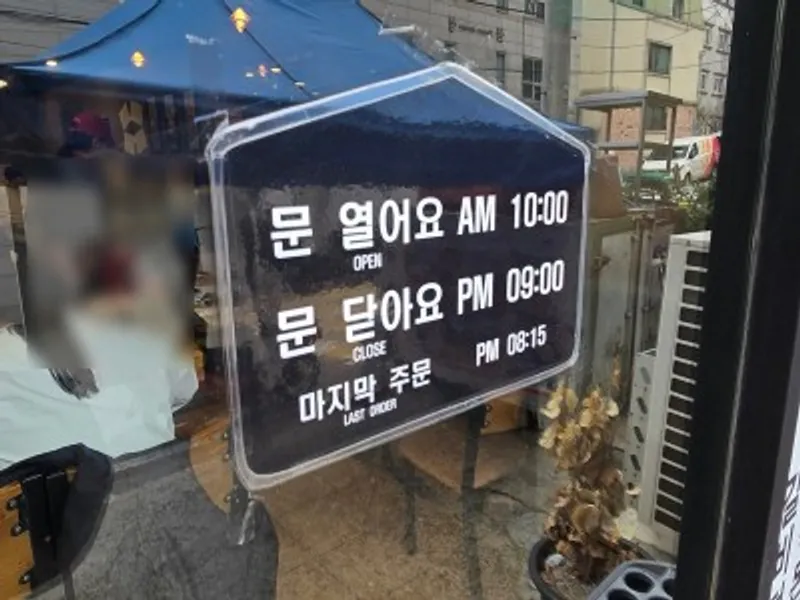 문 열어요 AM 10:00
OPEN
문 닫아요 PM 09:00
CLOSE
마지막 주문 PM 08:15
LAST ORDER